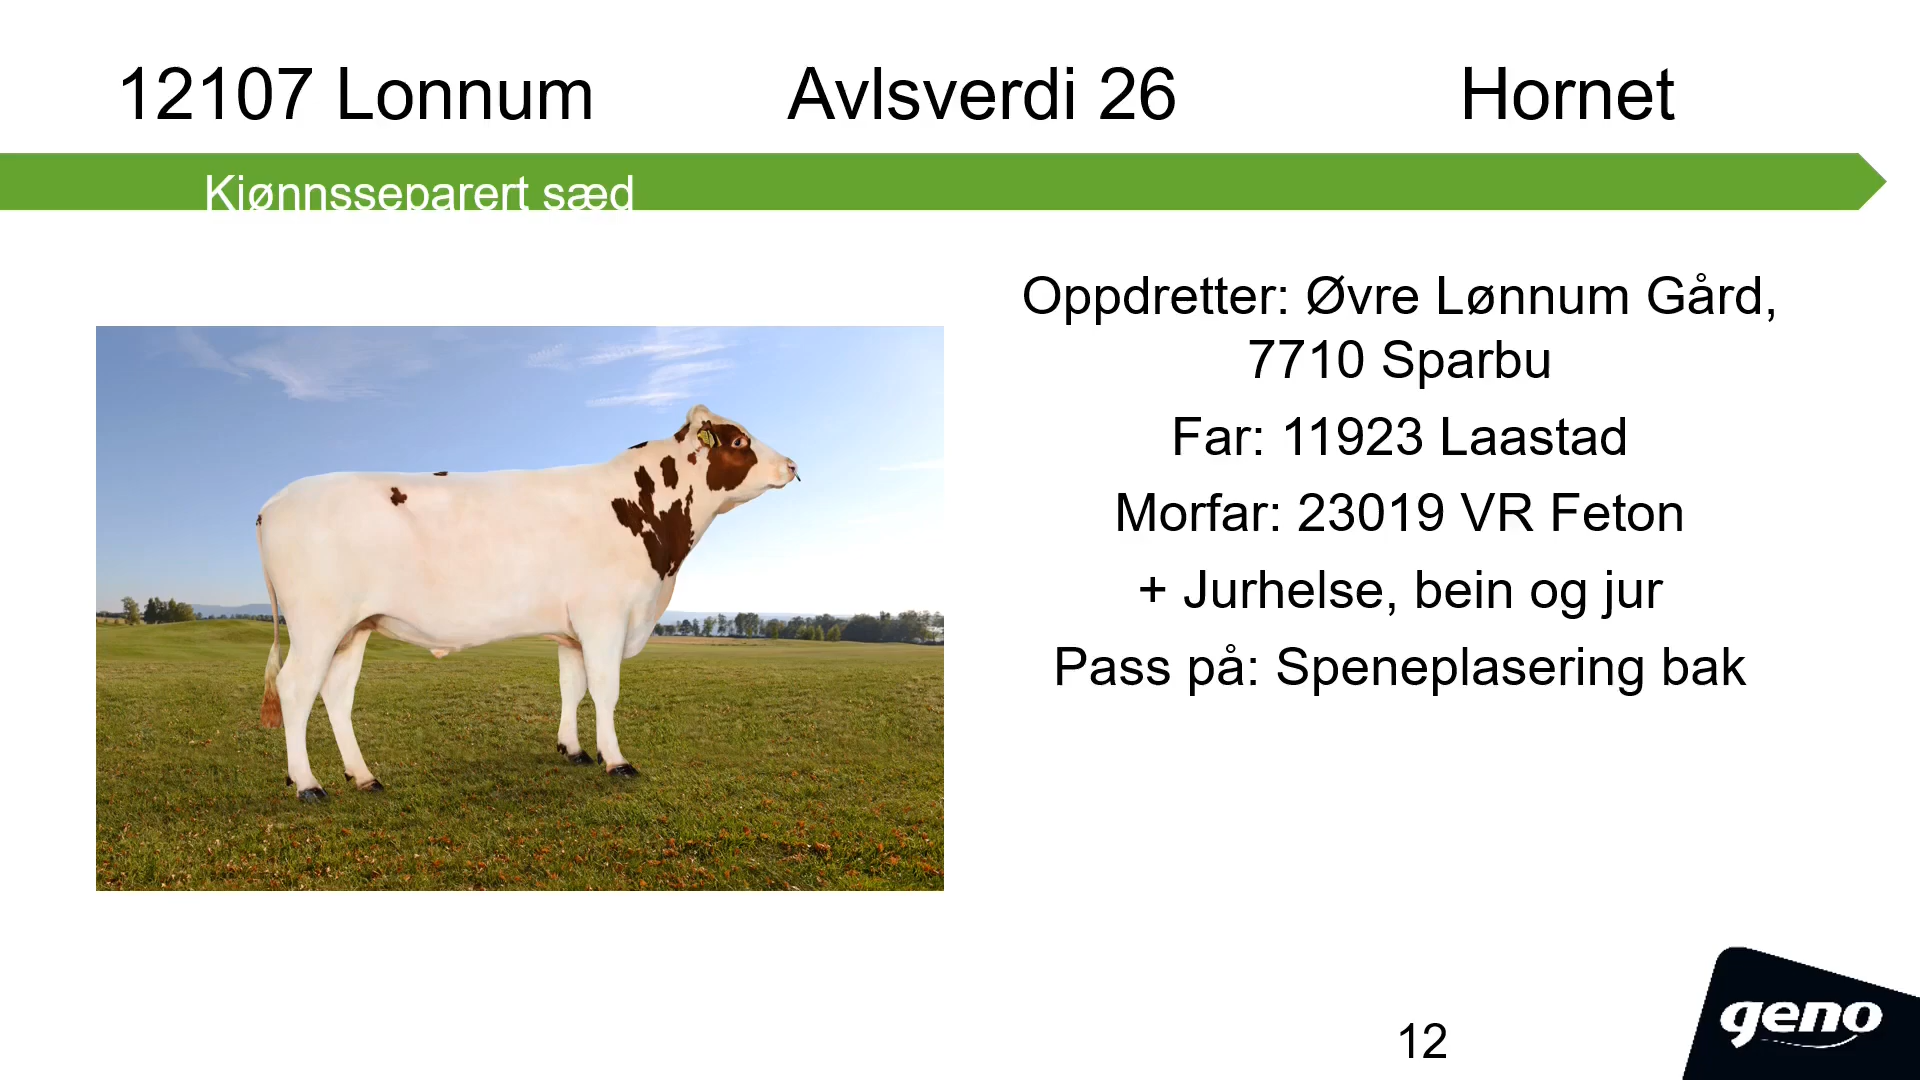 12107 Lonnum Avlsverdi 26 Hornet
Kjønnsseparert sæd
Oppdretter: Øvre Lønnum Gård,
7710 Sparbu
Far: 11923 Laastad
Morfar: 23019 VR Feton
+ Jurhelse, bein og jur
Pass på: Speneplasering bak
12
geno